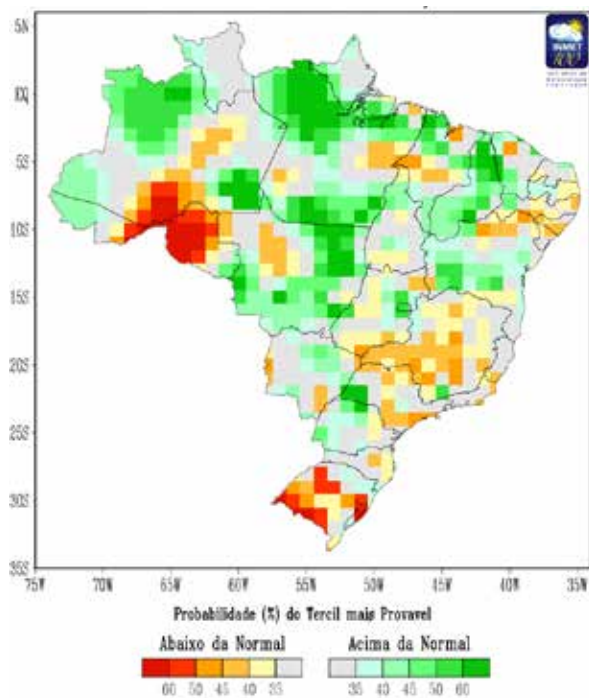 INMET
100
5N
EQ
5S
10S
15S
20S
25S
30S
35S
75W 70W 65W 60W 55W 50W 45W 40W 35W
Probabilidade (%) do Tercil mais Provavel
Abaixo da Normal Acima da Normal
60 50 45 40 35 35 40 45 50 60